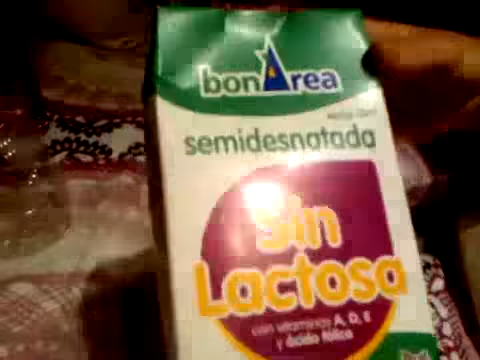 bonÀrea
semidesnatada
Sin
Lactosa
con vitaminas A, D, E
y ácido fólico